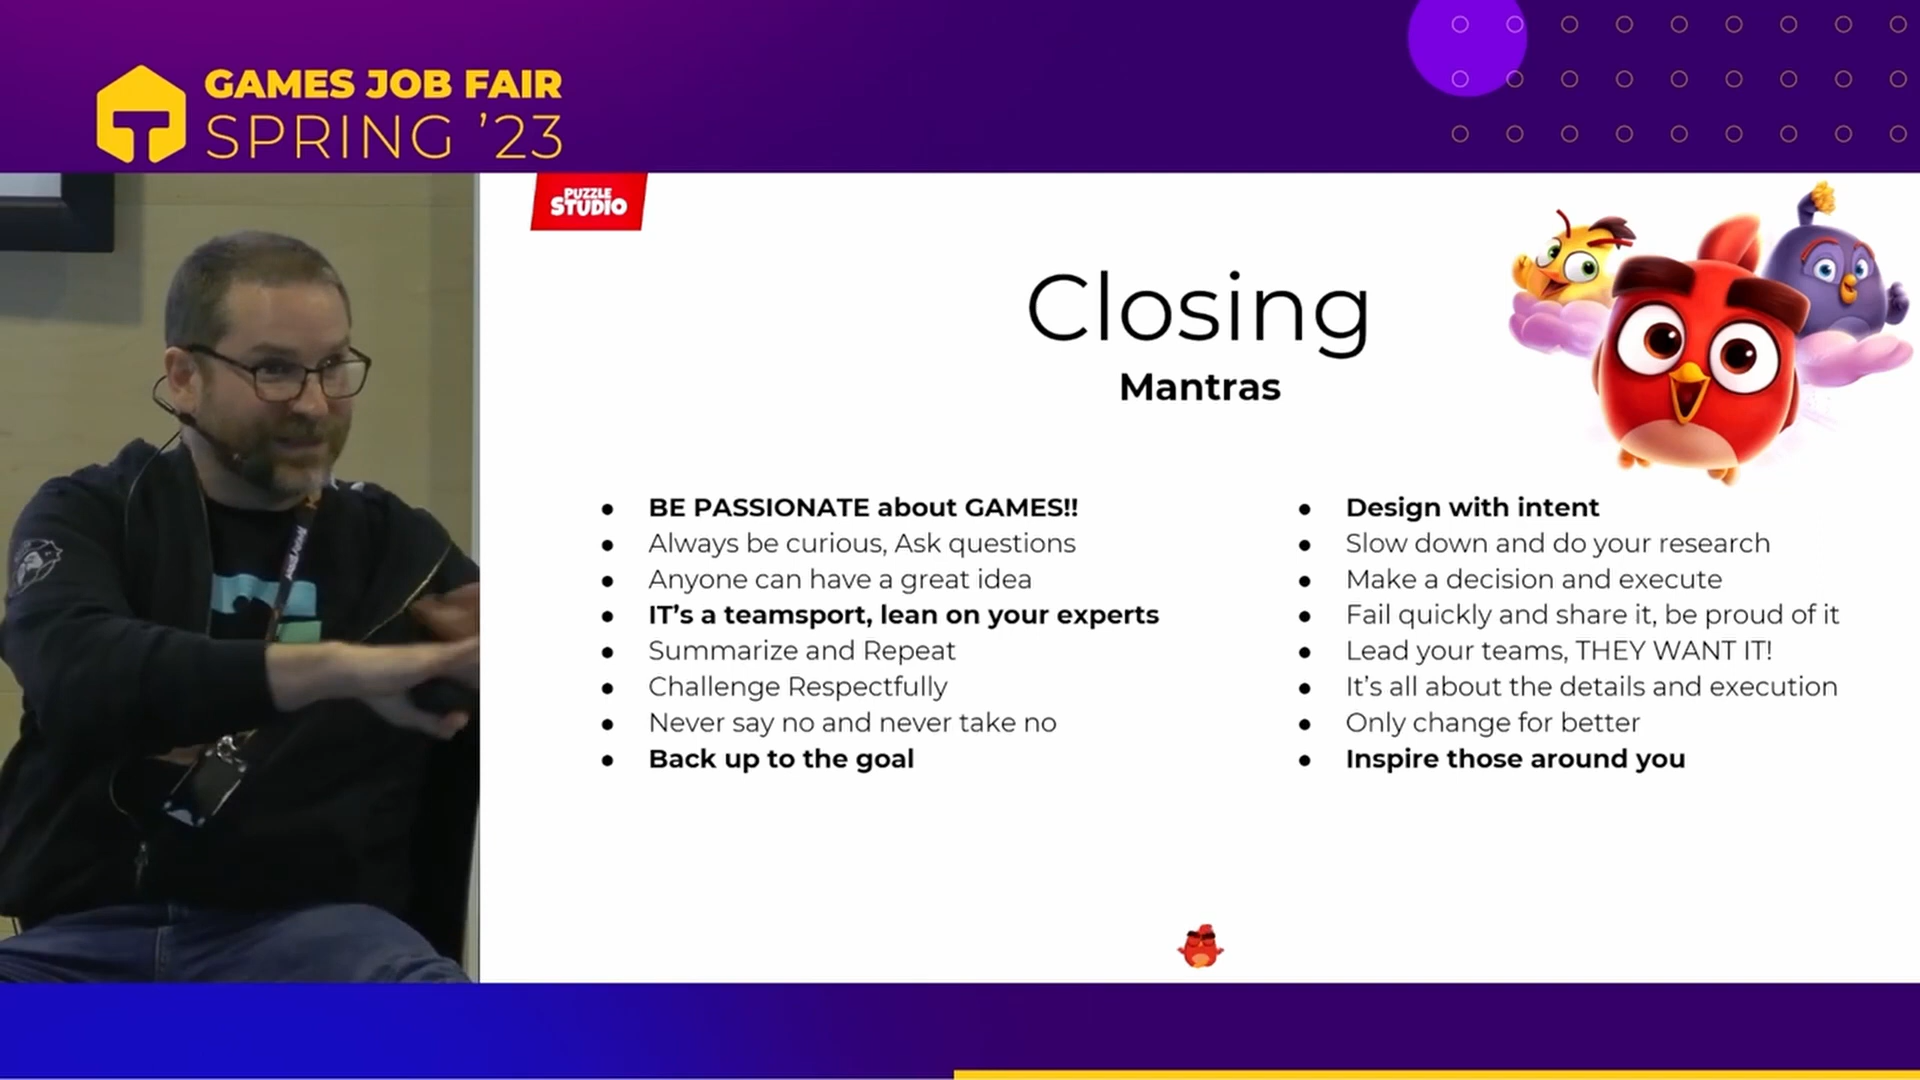 GAMES JOB FAIR
SPRING ’23
PUZZLE
STUDIO
Closing
Mantras
● BE PASSIONATE about GAMES!!
● Always be curious, Ask questions
● Anyone can have a great idea
● IT’s a teamsport, lean on your experts
● Summarize and Repeat
● Challenge Respectfully
● Never say no and never take no
● Back up to the goal
● Design with intent
● Slow down and do your research
● Make a decision and execute
● Fail quickly and share it, be proud of it
● Lead your teams, THEY WANT IT!
● It’s all about the details and execution
● Only change for better
● Inspire those around you